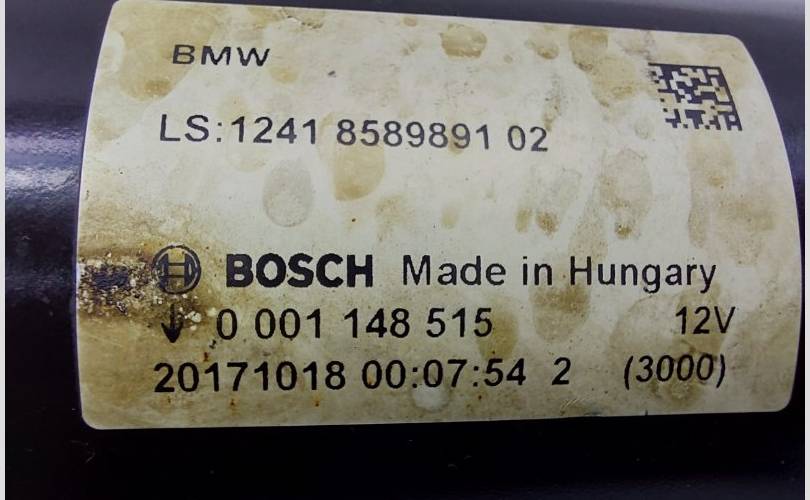 BMW
LS:1241 8589891 02
BOSCH Made in Hungary
0 001 148 515 12V
20171018 00:07:54 2 (3000)